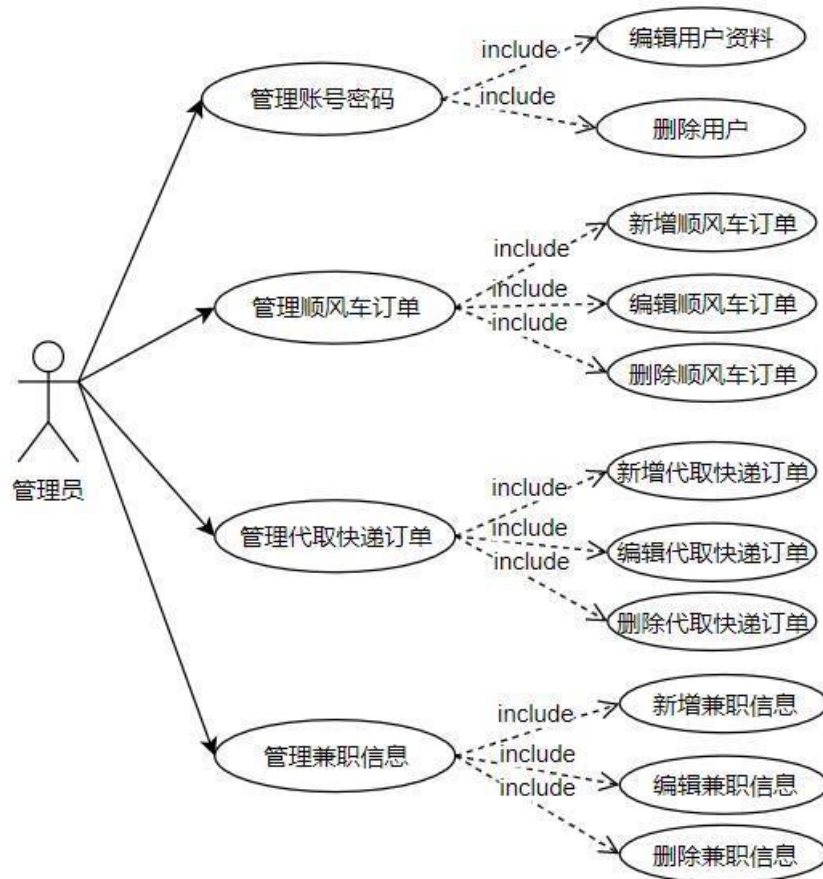 include
编辑用户资料
管理账号密码
include
删除用户
新增顺风车订单
include
管理顺风车订单
include
编辑顺风车订单
include
删除顺风车订单
管理员
新增代取快递订单
include
管理代取快递订单
include
编辑代取快递订单
include
删除代取快递订单
新增兼职信息
include
管理兼职信息
include
编辑兼职信息
include
删除兼职信息